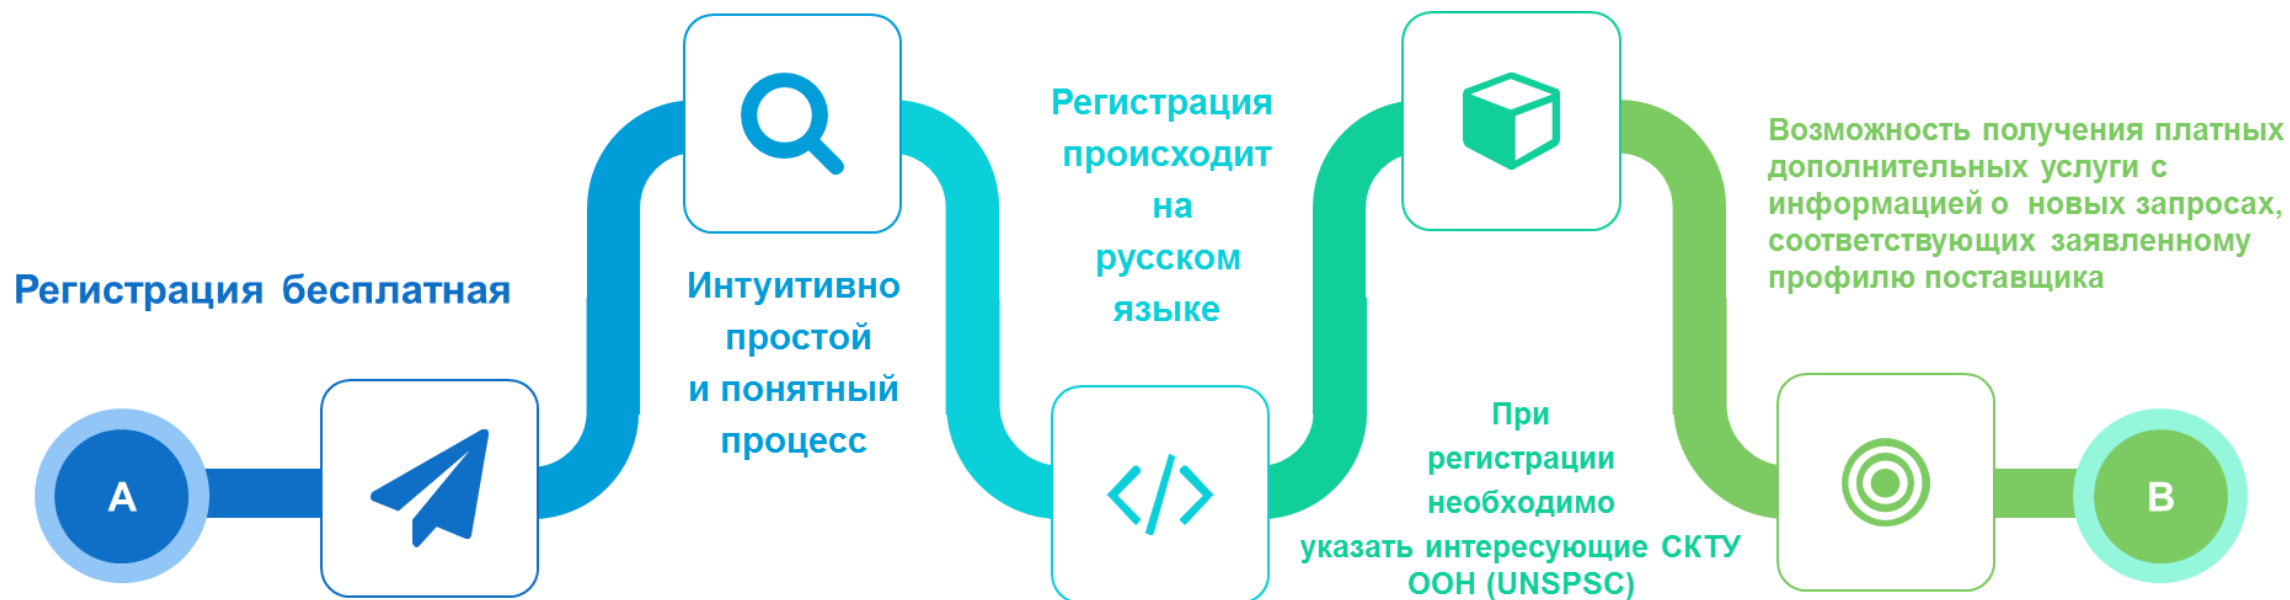 Регистрация бесплатная
A
Интуитивно
простой
и понятный
процесс
Регистрация
происходит
на
русском
языке
При
регистрации
необходимо
указать интересующие СКТУ
ООН (UNSPSC)
Возможность получения платных
дополнительных услуги с
информацией о новых запросах,
соответствующих заявленному
профилю поставщика
B